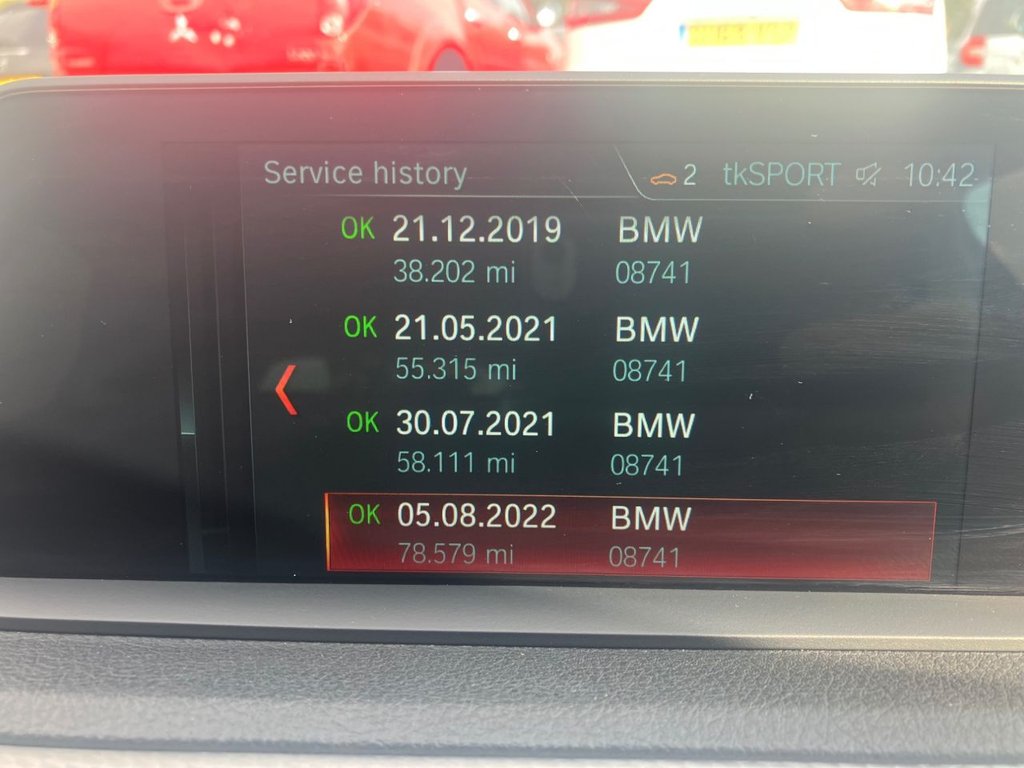 Service history 2 tkSPORT 10:42
OK 21.12.2019 BMW
38.202 mi 08741
OK 21.05.2021 BMW
55.315 mi 08741
OK 30.07.2021 BMW
58.111 mi 08741
OK 05.08.2022 BMW
78.579 mi 08741